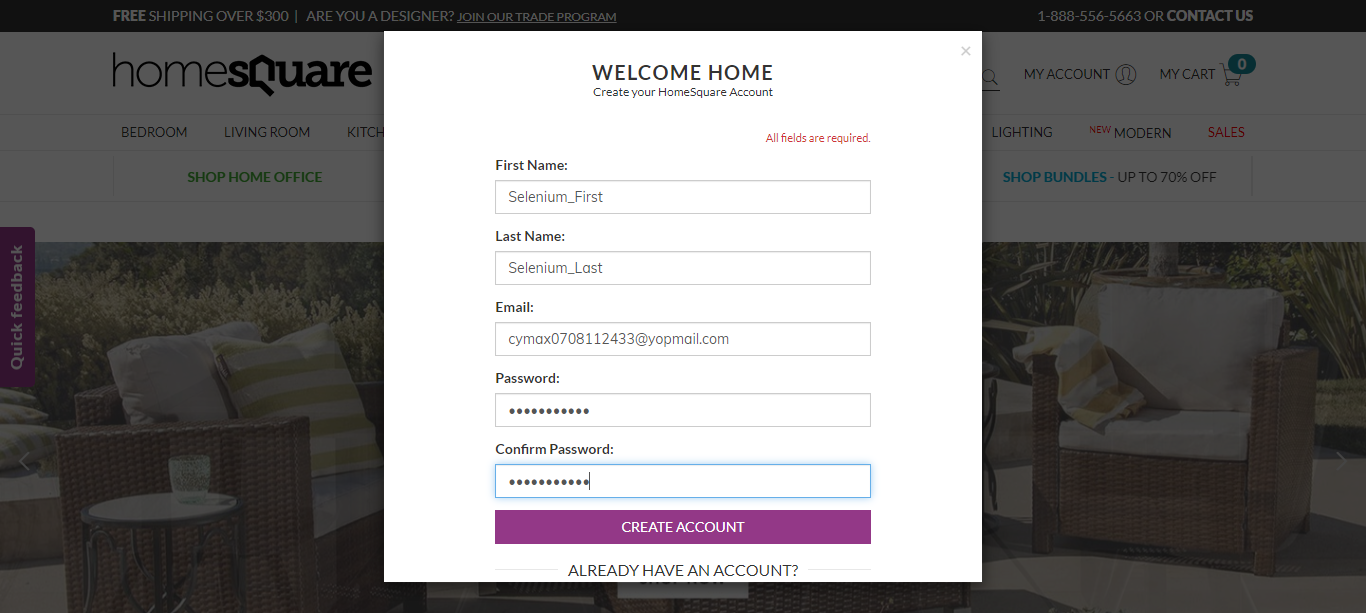 FREE SHIPPING OVER $300 | ARE YOU A DESIGNER? JOIN OUR TRADE PROGRAM
1-888-556-5663 OR CONTACT US
homesquare
MY ACCOUNT
MY CART
0
BEDROOM
LIVING ROOM
KITCH
LIGHTING
NEW MODERN
SALES
SHOP HOME OFFICE
SHOP BUNDLES - UP TO 70% OFF
Quick feedback
×
WELCOME HOME
Create your HomeSquare Account
All fields are required.
First Name:
Selenium_First
Last Name:
Selenium_Last
Email:
cymax0708112433@yopmail.com
Password:
•••••••••••
Confirm Password:
•••••••••••
CREATE ACCOUNT
ALREADY HAVE AN ACCOUNT?